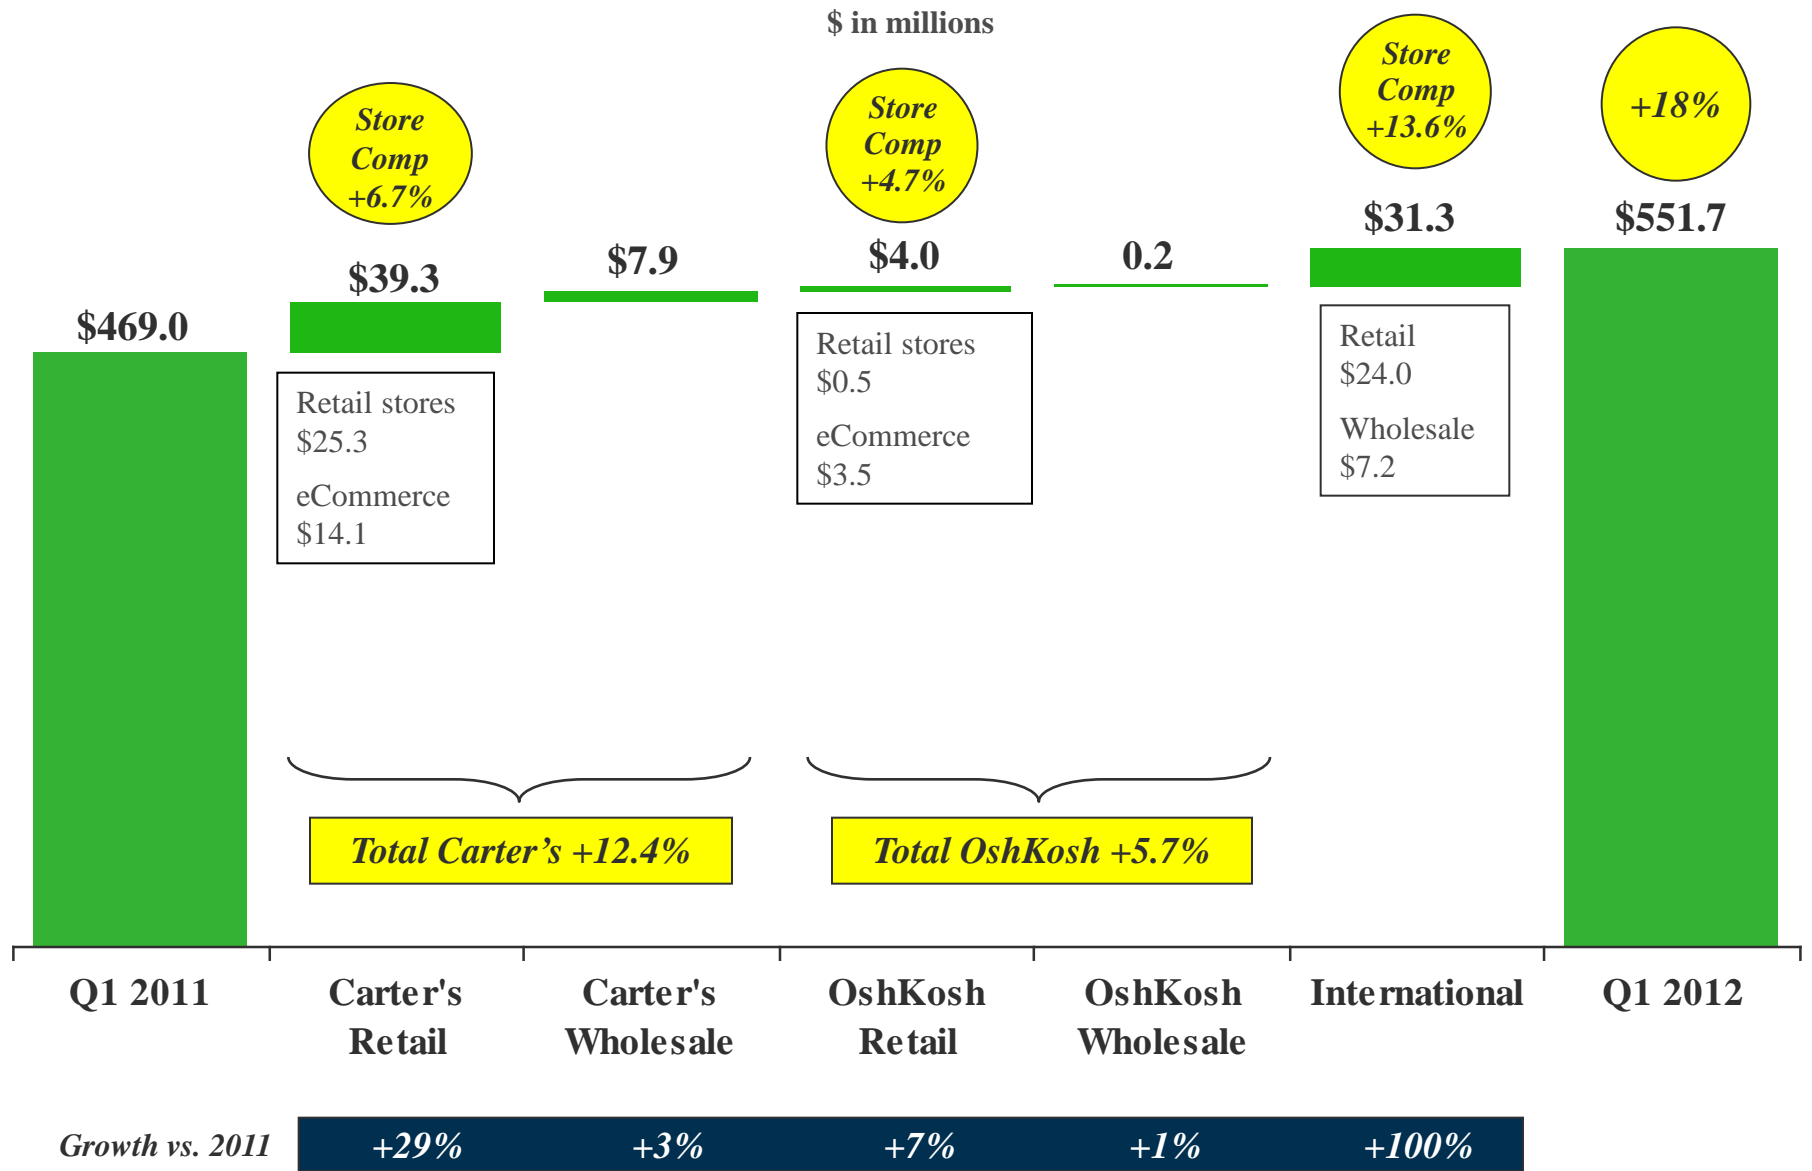 $ in millions
Store
Comp
+6.7%
Store
Comp
+4.7%
Store
Comp
+13.6%
+18%
$469.0
$39.3
$7.9
$4.0
0.2
$31.3
$551.7
Retail stores
$25.3
eCommerce
$14.1
Retail stores
$0.5
eCommerce
$3.5
Retail
$24.0
Wholesale
$7.2
Total Carter’s +12.4%
Total OshKosh +5.7%
Q1 2011
Carter's
Retail
Carter's
Wholesale
OshKosh
Retail
OshKosh
Wholesale
International
Q1 2012
Growth vs. 2011 +29% +3% +7% +1% +100%